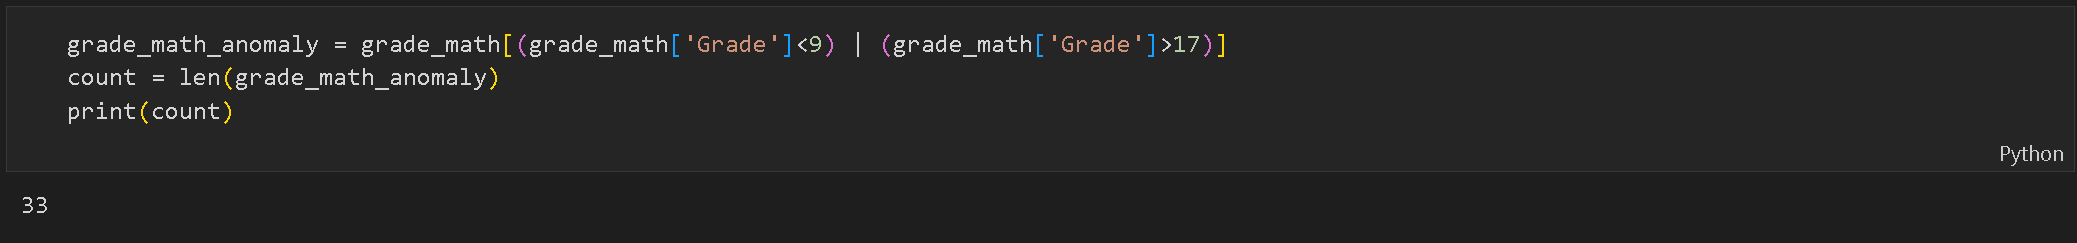 grade_math_anomaly = grade_math[(grade_math['Grade']<9) | (grade_math['Grade']>17)]
count = len(grade_math_anomaly)
print(count)
Python
33